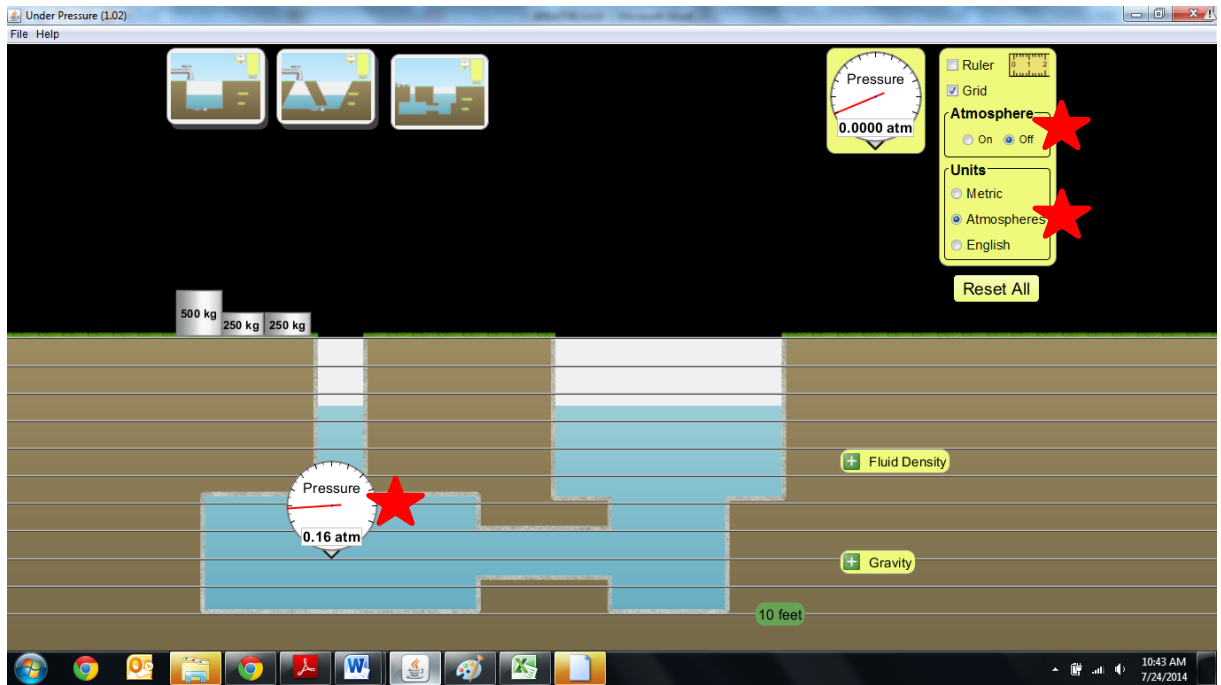 Under Pressure (1.02)
File Help
Pressure
0.0000 atm
Ruler
0 1 2
Grid
Atmosphere
On Off
Units
Metric
Atmospheres
English
Reset All
500 kg
250 kg
250 kg
Fluid Density
Pressure
0.16 atm
Gravity
10 feet
10:43 AM
7/24/2014